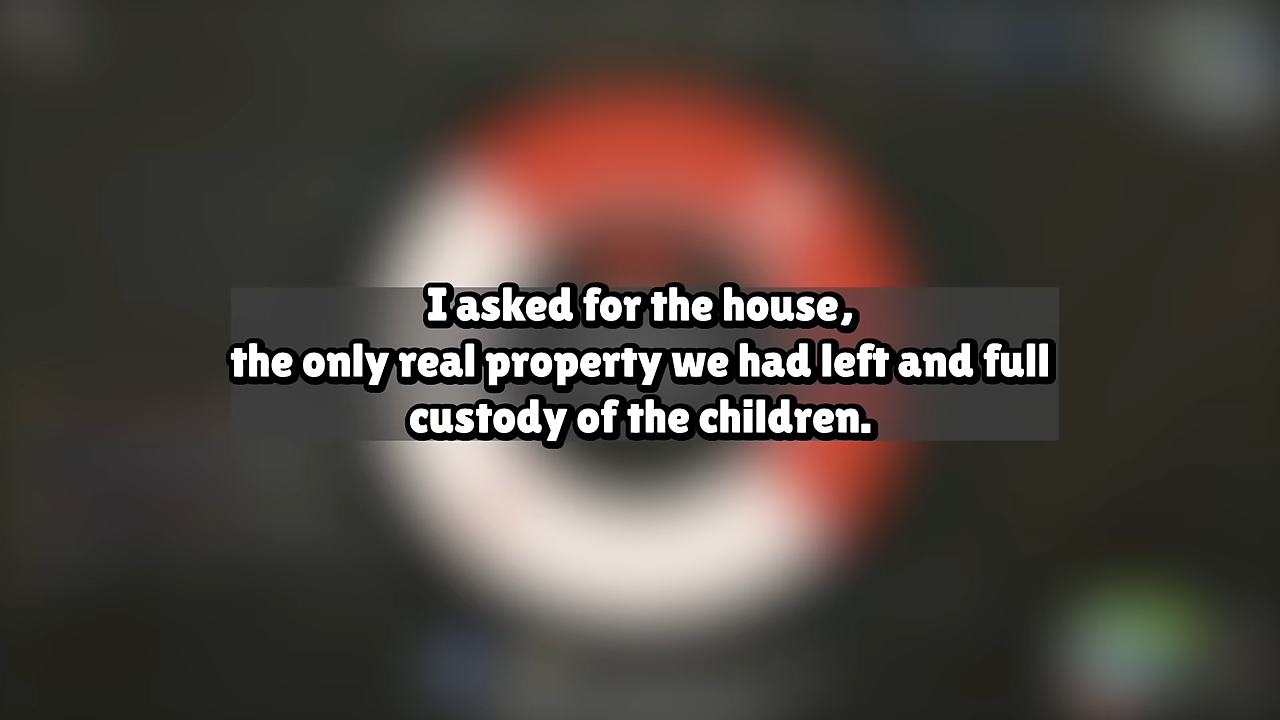 I asked for the house,
the only real property we had left and full
custody of the children.